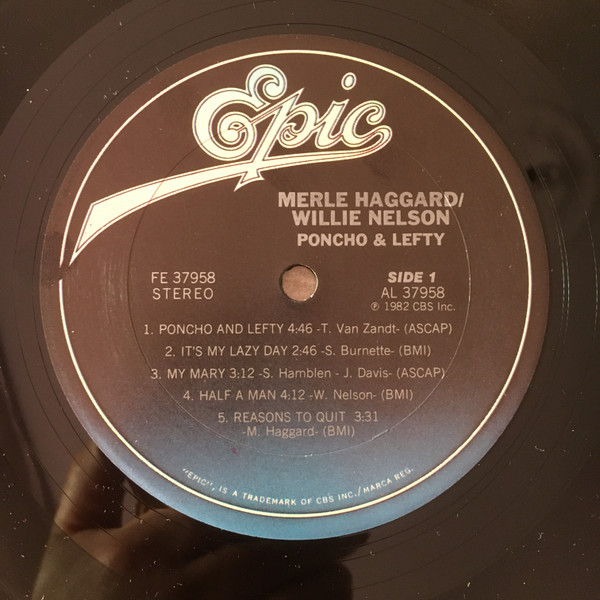 Epic
MERLE HAGGARD/
WILLIE NELSON
PONCHO & LEFTY
FE 37958
STEREO
SIDE 1
AL 37958
℗ 1982 CBS Inc.
1. PONCHO AND LEFTY 4:46 -T. Van Zandt- (ASCAP)
2. IT'S MY LAZY DAY 2:46 -S. Burnette- (BMI)
3. MY MARY 3:12 -S. Hamblen - J. Davis- (ASCAP)
4. HALF A MAN 4:12 -W. Nelson- (BMI)
5. REASONS TO QUIT 3:31
-M. Haggard- (BMI)
"EPIC", IS A TRADEMARK OF CBS INC./MARCA REG.